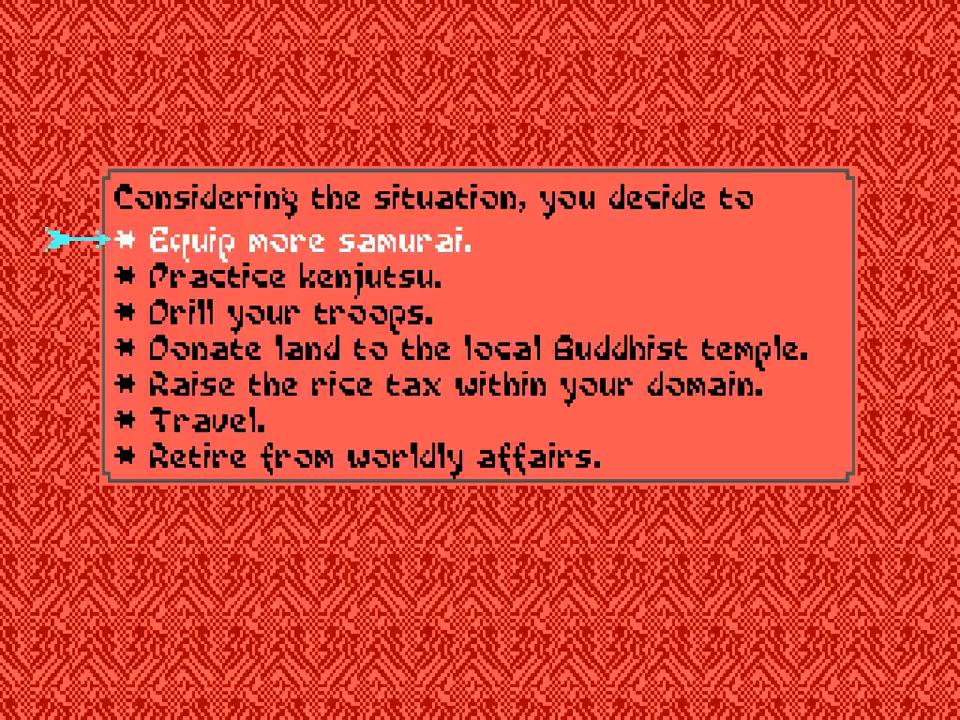 Considering the situation, you decide to
* Equip more samurai.
* Practice kenjutsu.
* Drill your troops.
* Donate land to the local Buddhist temple.
* Raise the rice tax within your domain.
* Travel.
* Retire from worldly affairs.